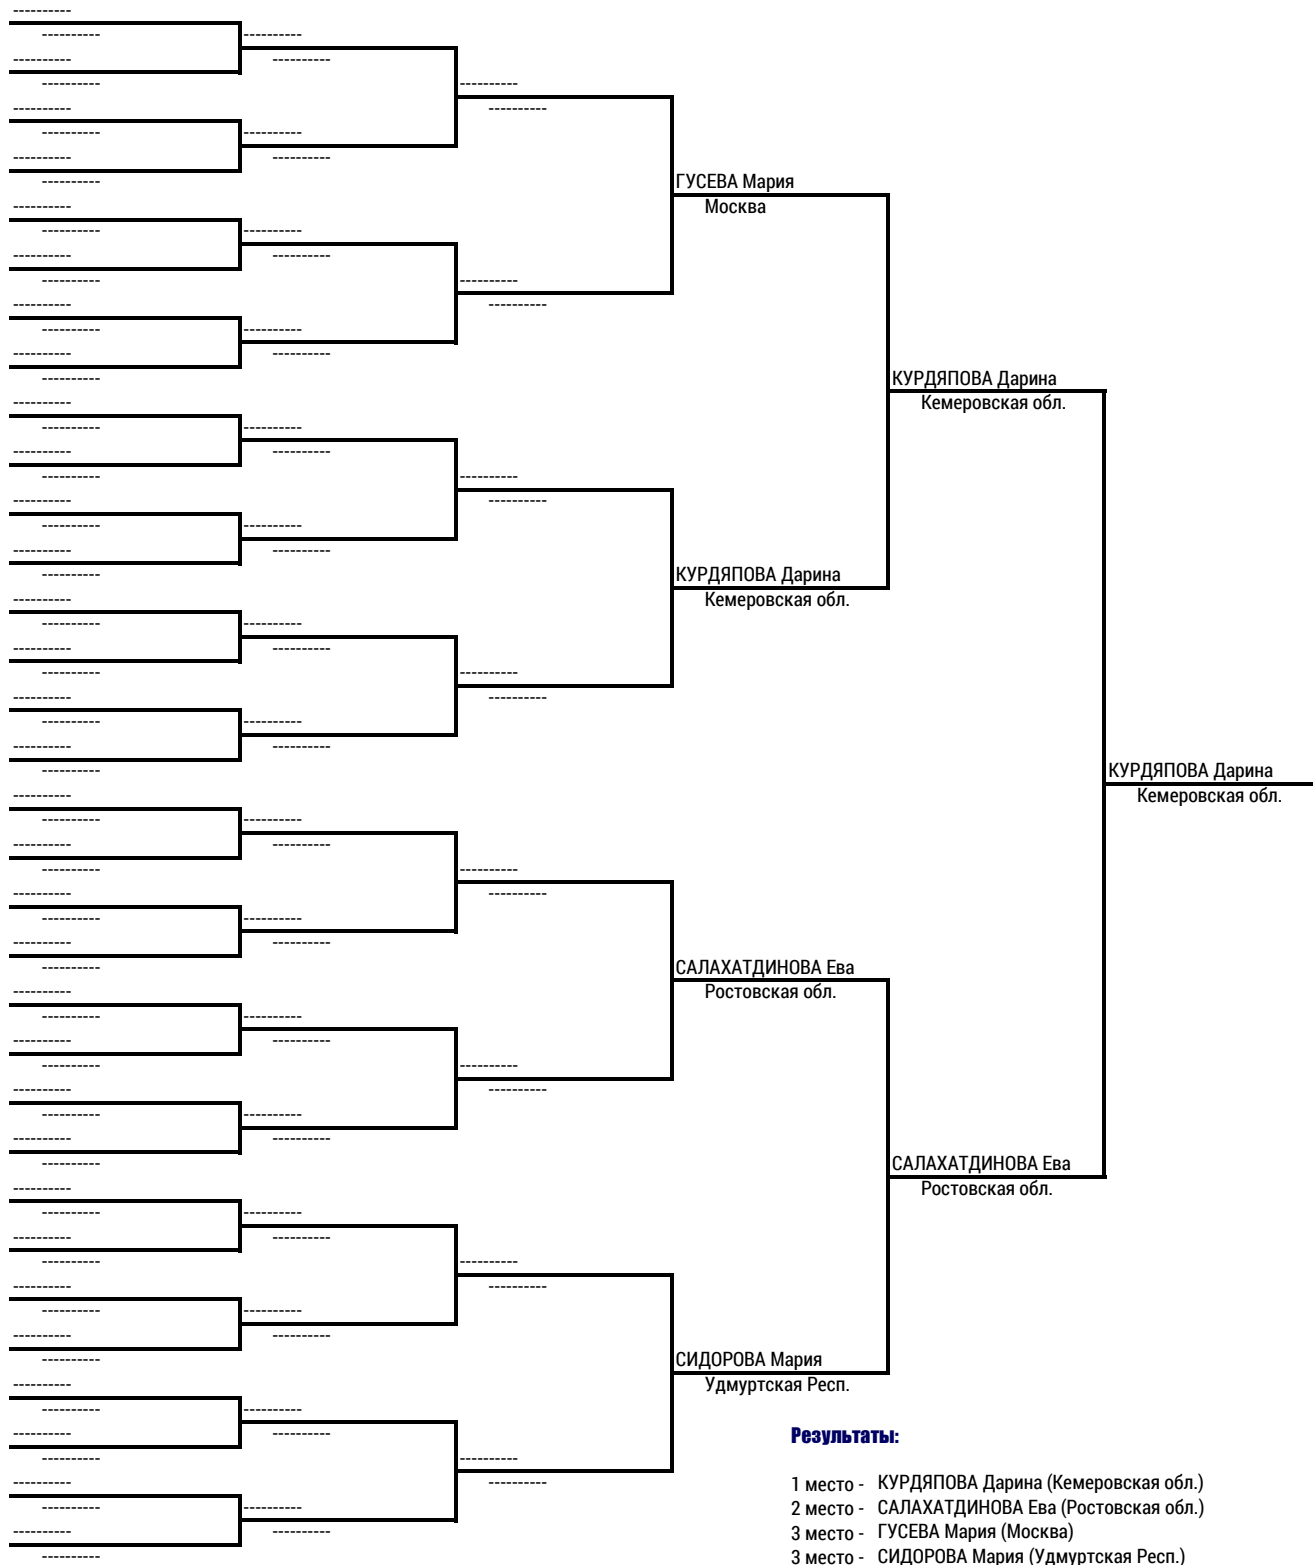 ГУСЕВА Мария
Москва
КУРДЯПОВА Дарина
Кемеровская обл.
КУРДЯПОВА Дарина
Кемеровская обл.
КУРДЯПОВА Дарина
Кемеровская обл.
САЛАХАТДИНОВА Ева
Ростовская обл.
САЛАХАТДИНОВА Ева
Ростовская обл.
СИДОРОВА Мария
Удмуртская Респ.
Результаты:
1 место - КУРДЯПОВА Дарина (Кемеровская обл.)
2 место - САЛАХАТДИНОВА Ева (Ростовская обл.)
3 место - ГУСЕВА Мария (Москва)
3 место - СИДОРОВА Мария (Удмуртская Респ.)